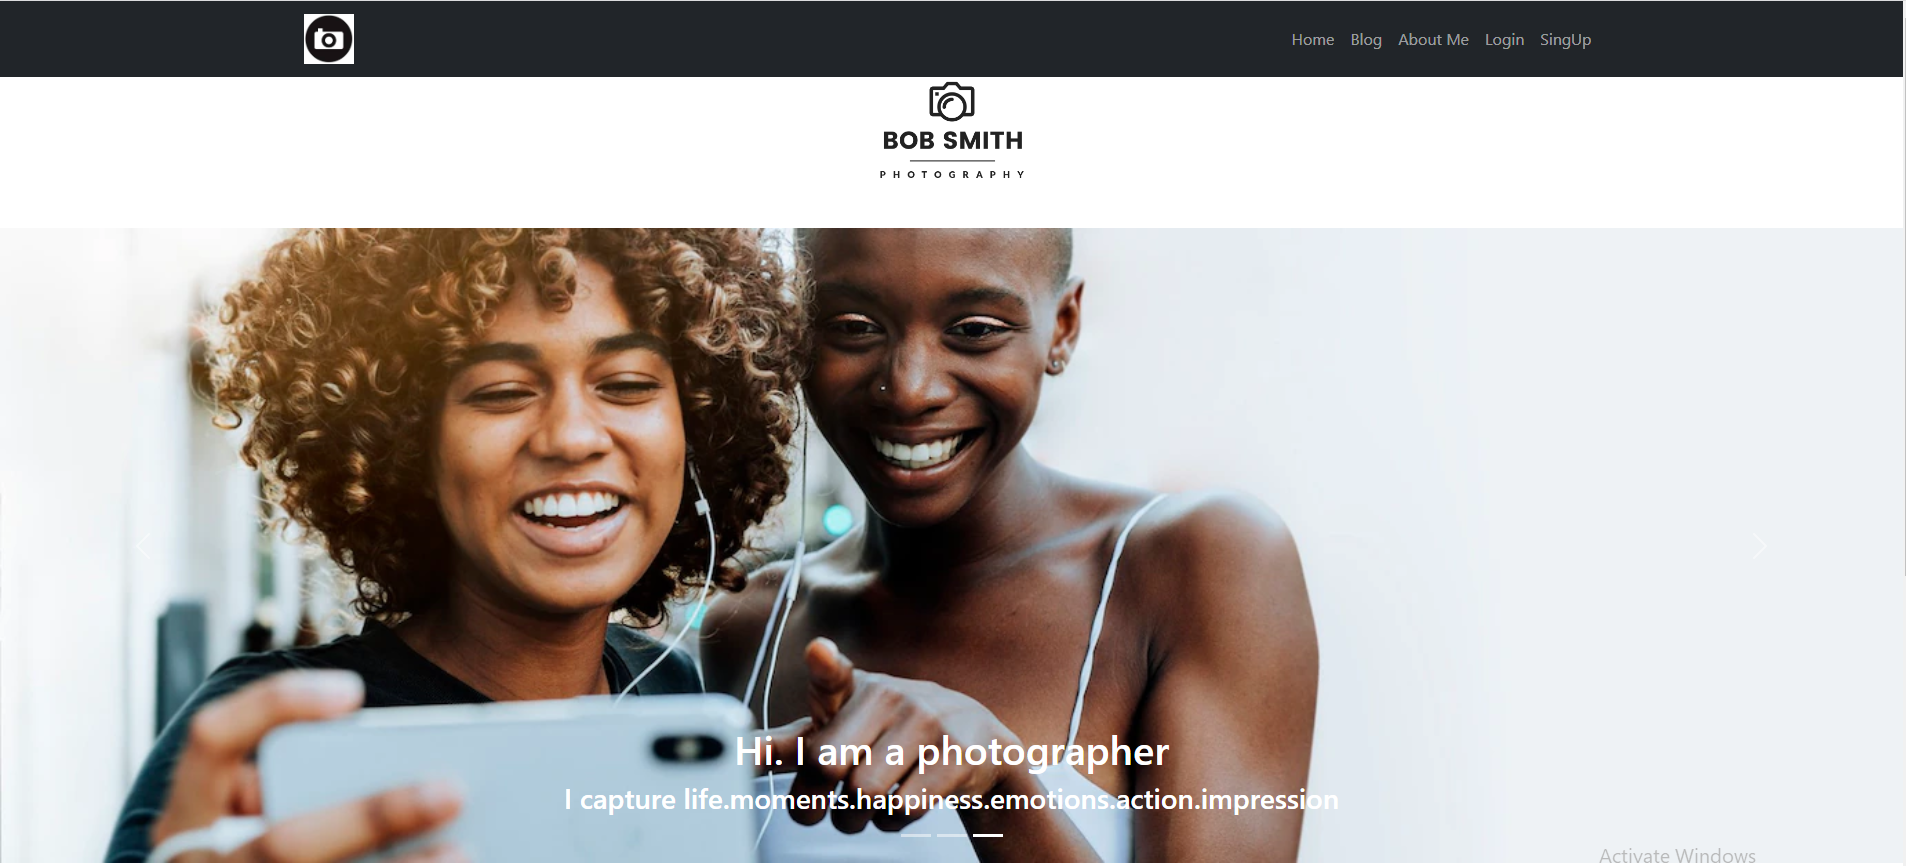 Home Blog About Me Login SingUp
BOB SMITH
PHOTOGRAPHY
Hi. I am a photographer
I capture life.moments.happiness.emotions.action.impression
Activate Windows